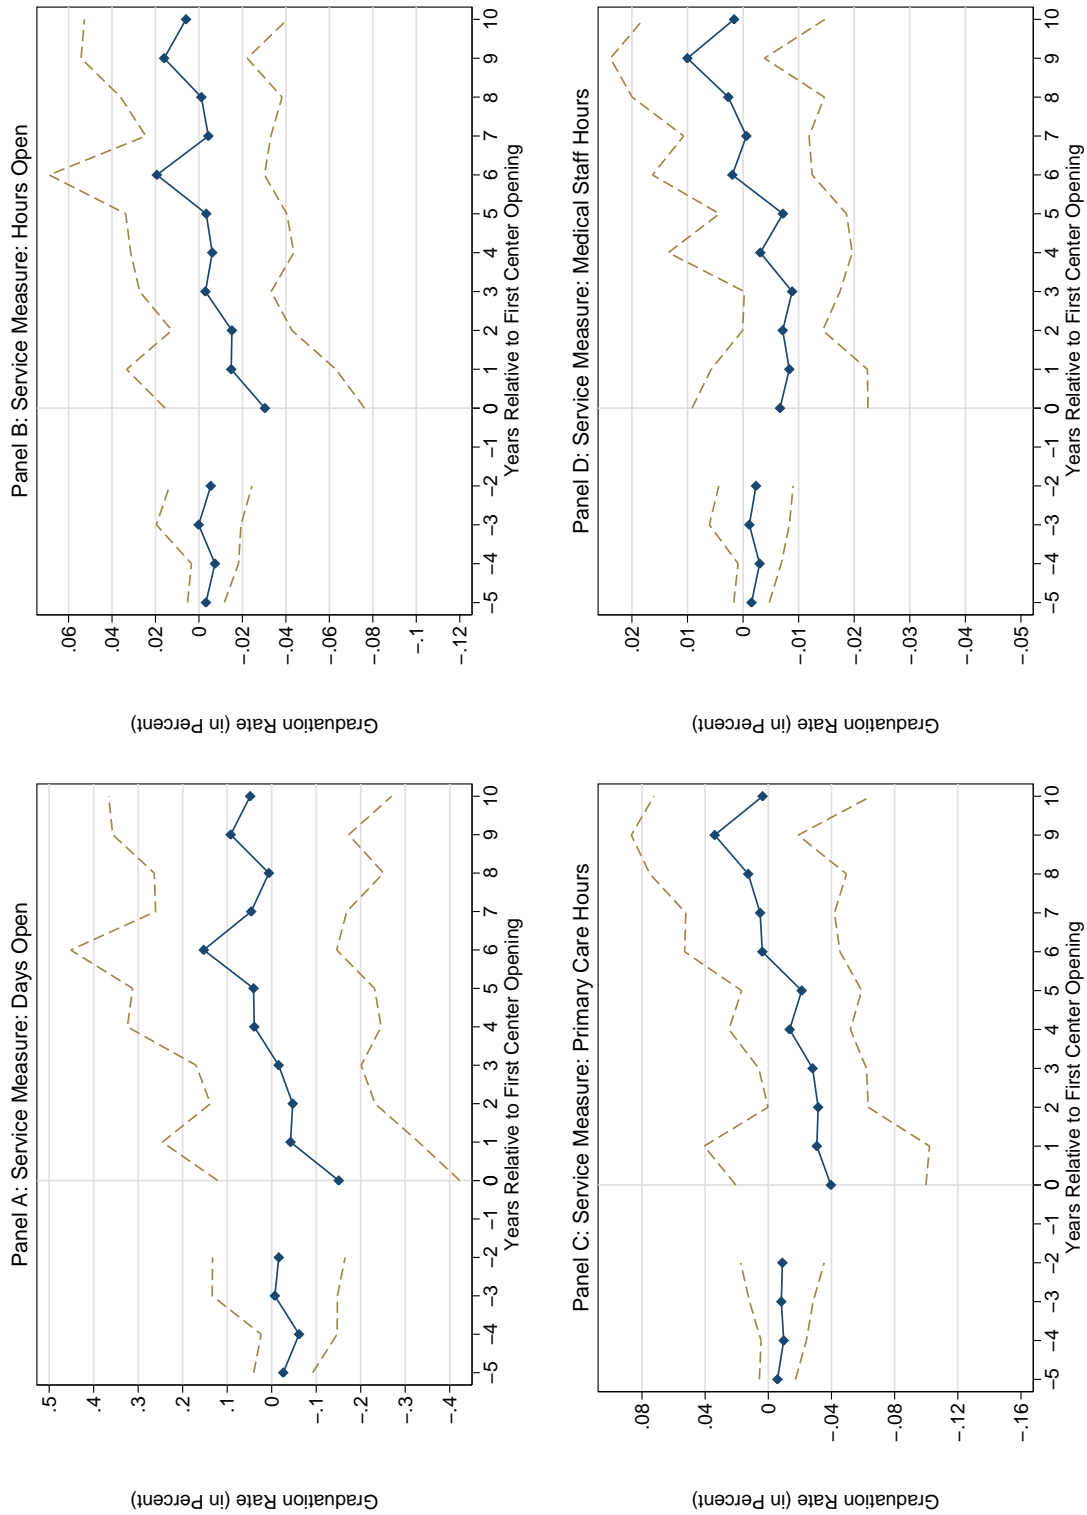 Panel A: Service Measure: Days Open
Graduation Rate (in Percent)
.5
.4
.3
.2
.1
0
−.1
−.2
−.3
−.4
−5 −4 −3 −2 −1 0 1 2 3 4 5 6 7 8 9 10
Years Relative to First Center Opening
Panel B: Service Measure: Hours Open
Graduation Rate (in Percent)
.06
.04
.02
0
−.02
−.04
−.06
−.08
−.1
−.12
−5 −4 −3 −2 −1 0 1 2 3 4 5 6 7 8 9 10
Years Relative to First Center Opening
Panel C: Service Measure: Primary Care Hours
Graduation Rate (in Percent)
.08
.04
0
−.04
−.08
−.12
−.16
−5 −4 −3 −2 −1 0 1 2 3 4 5 6 7 8 9 10
Years Relative to First Center Opening
Panel D: Service Measure: Medical Staff Hours
Graduation Rate (in Percent)
.02
.01
0
−.01
−.02
−.03
−.04
−.05
−5 −4 −3 −2 −1 0 1 2 3 4 5 6 7 8 9 10
Years Relative to First Center Opening